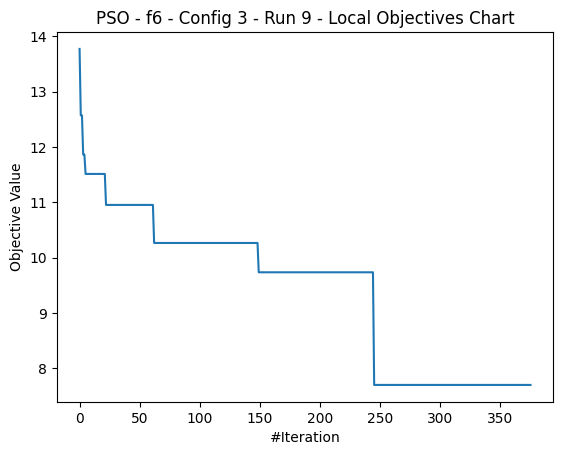 PSO - f6 - Config 3 - Run 9 - Local Objectives Chart
14
13
12
11
10
9
8
Objective Value
0 50 100 150 200 250 300 350
#Iteration